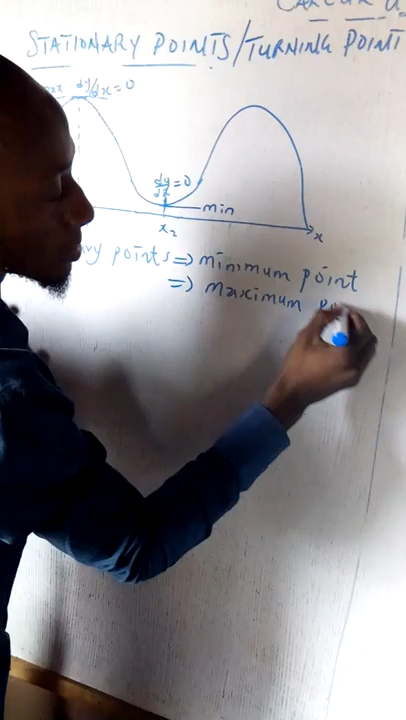 STATIONARY POINTS/TURNING POINT
max dy/dx = 0
dy/dx = 0
min
x₂
x
points ⇒ minimum point
⇒ maximum